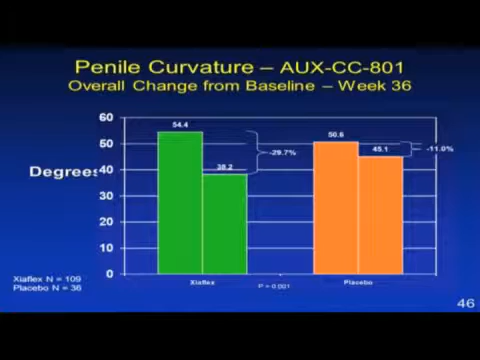 Penile Curvature – AUX-CC-801
Overall Change from Baseline – Week 36
60
50
40
30
20
10
0
Degrees
54.4
38.2
-29.7%
50.6
45.1
-11.0%
Xiaflex
P = 0.001
Placebo
Xiaflex N = 109
Placebo N = 36
46